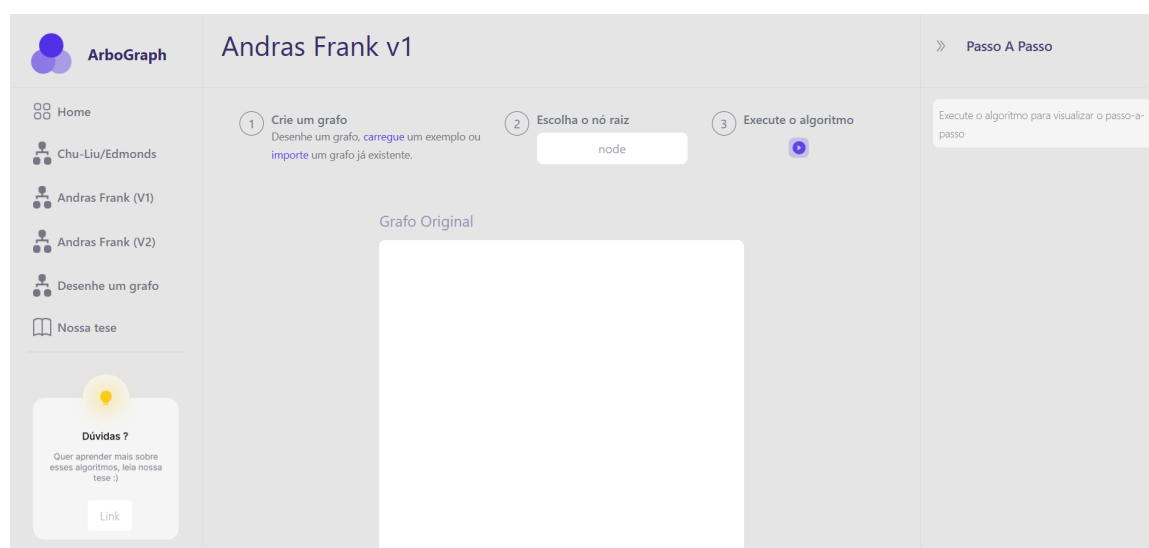 ArboGraph
Home
Chu-Liu/Edmonds
Andras Frank (V1)
Andras Frank (V2)
Desenhe um grafo
Nossa tese
Dúvidas ?
Quer aprender mais sobre
esses algoritmos, leia nossa
tese :)
Link
Andras Frank v1
1
Crie um grafo
Desenhe um grafo, carregue um exemplo ou
importe um grafo já existente.
2
Escolha o nó raiz
node
3
Execute o algoritmo
Grafo Original
Passo A Passo
Execute o algoritmo para visualizar o passo-a-
passo